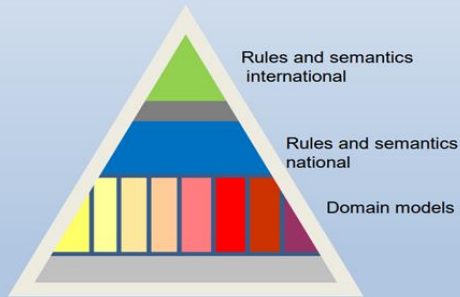 Rules and semantics
international
Rules and semantics
national
Domain models